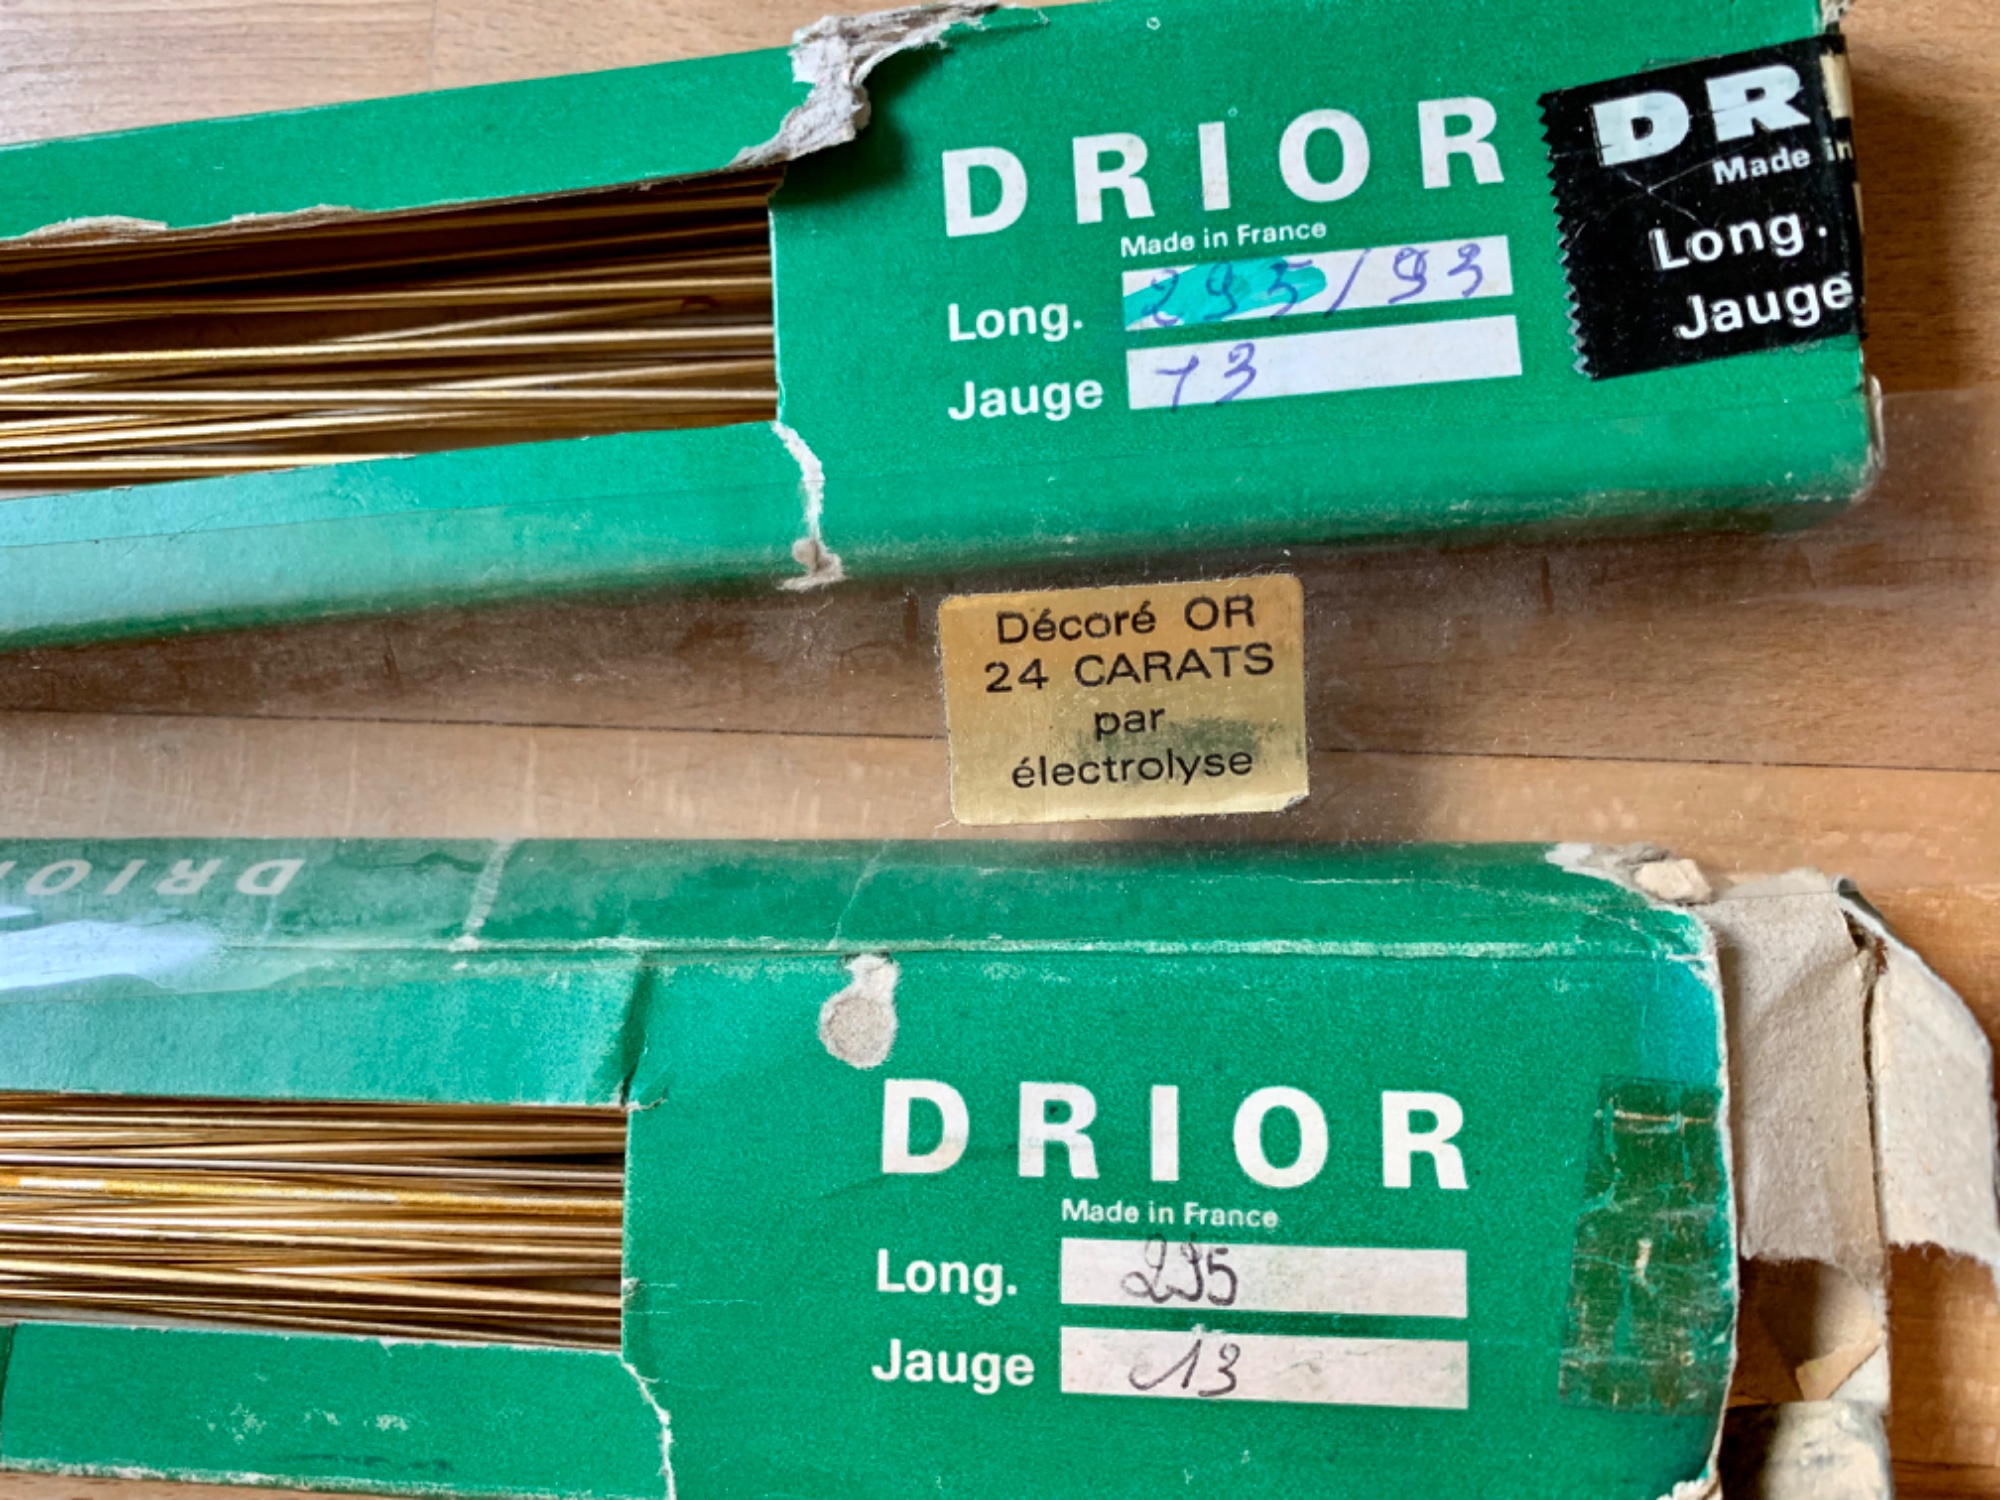 DRIOR
Made in France
Long. 295/93
Jauge 13
DR
Made in
Long.
Jauge
Décoré OR
24 CARATS
par
électrolyse
DRIOR
DRIOR
Made in France
Long. 295
Jauge 13